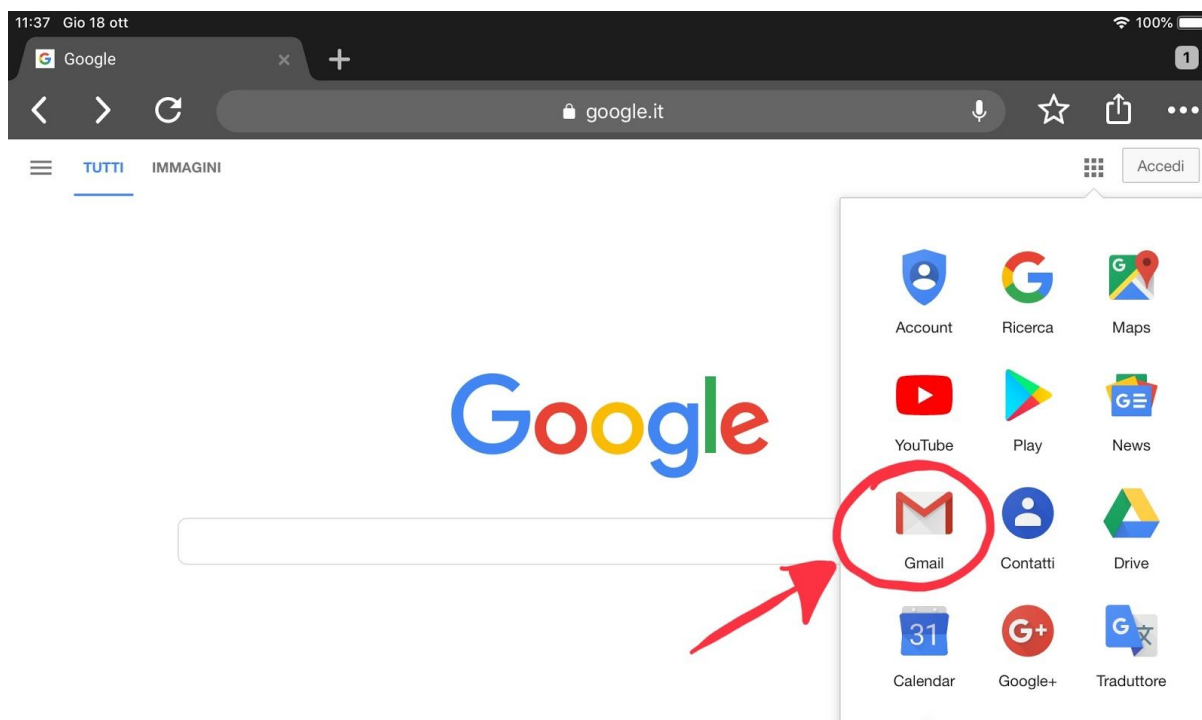 11:37 Gio 18 ott 100%
Google 1
google.it
TUTTI IMMAGINI Accedi
Account Ricerca Maps
YouTube Play News
Google
Gmail Contatti Drive
31 G+
Calendar Google+ Traduttore